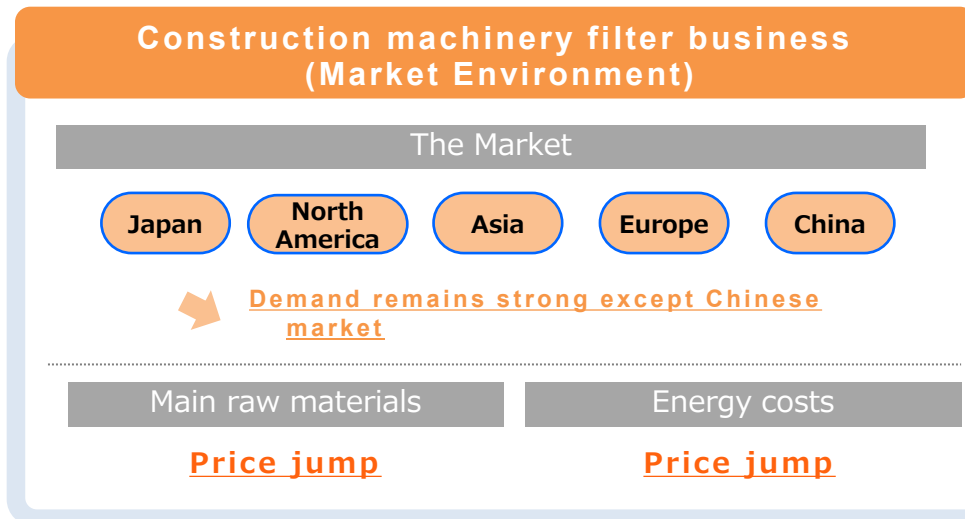 Construction machinery filter business
(Market Environment)
The Market
Japan
North
America
Asia
Europe
China
Demand remains strong except Chinese
market
Main raw materials
Energy costs
Price jump
Price jump